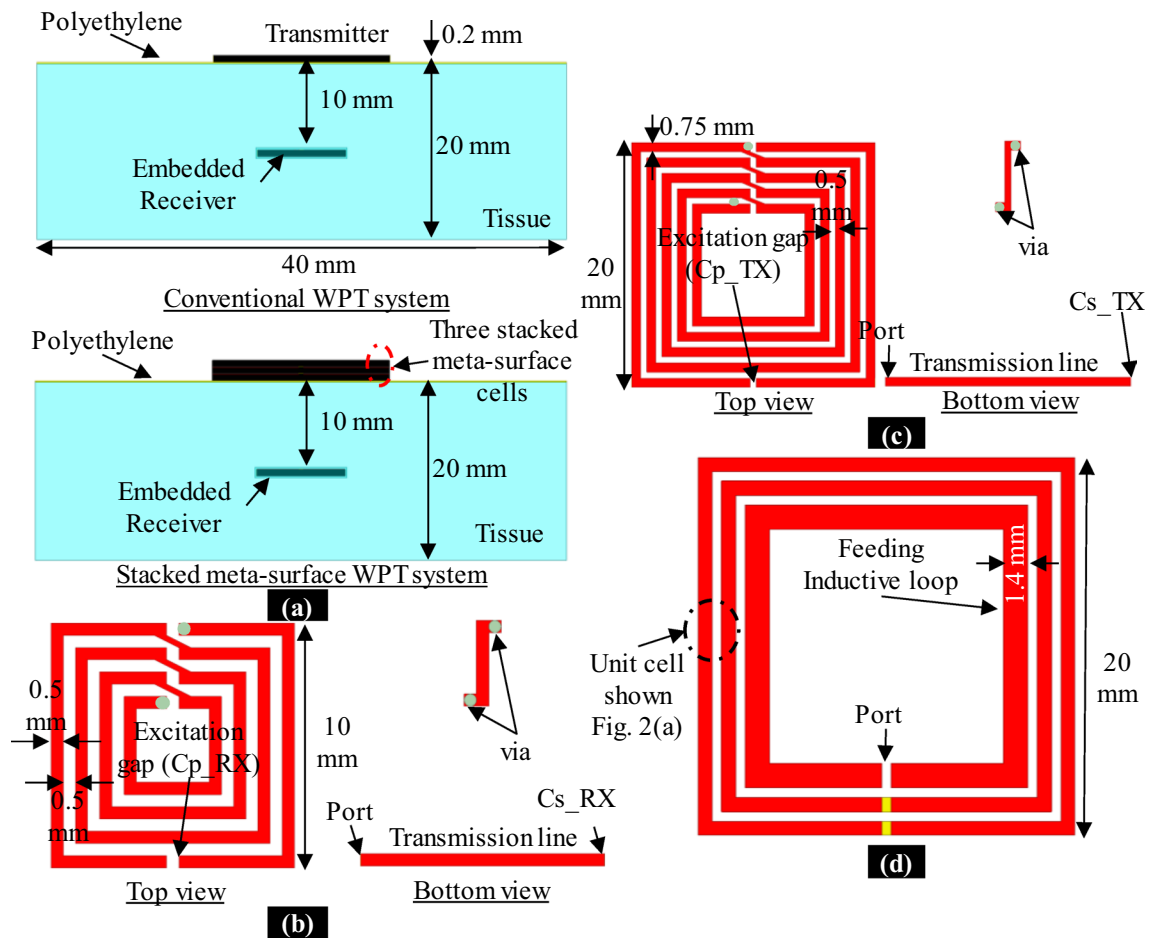 Polyethylene
Transmitter
0.2 mm
10 mm
20 mm
Embedded
Receiver
Tissue
40 mm
Conventional WPT system
Polyethylene
Three stacked
meta-surface
cells
10 mm
20 mm
Embedded
Receiver
Tissue
Stacked meta-surface WPT system
(a)
0.5
mm
0.5
mm
Excitation
gap (Cp_RX)
10
mm
via
Port
Cs_RX
Transmission line
Top view
Bottom view
(b)
0.75 mm
0.5
mm
20
mm
Excitation gap
(Cp_TX)
via
Cs_TX
Port
Transmission line
Top view
Bottom view
(c)
Feeding
Inductive loop
1.4 mm
Unit cell
shown
Fig. 2(a)
Port
20
mm
(d)